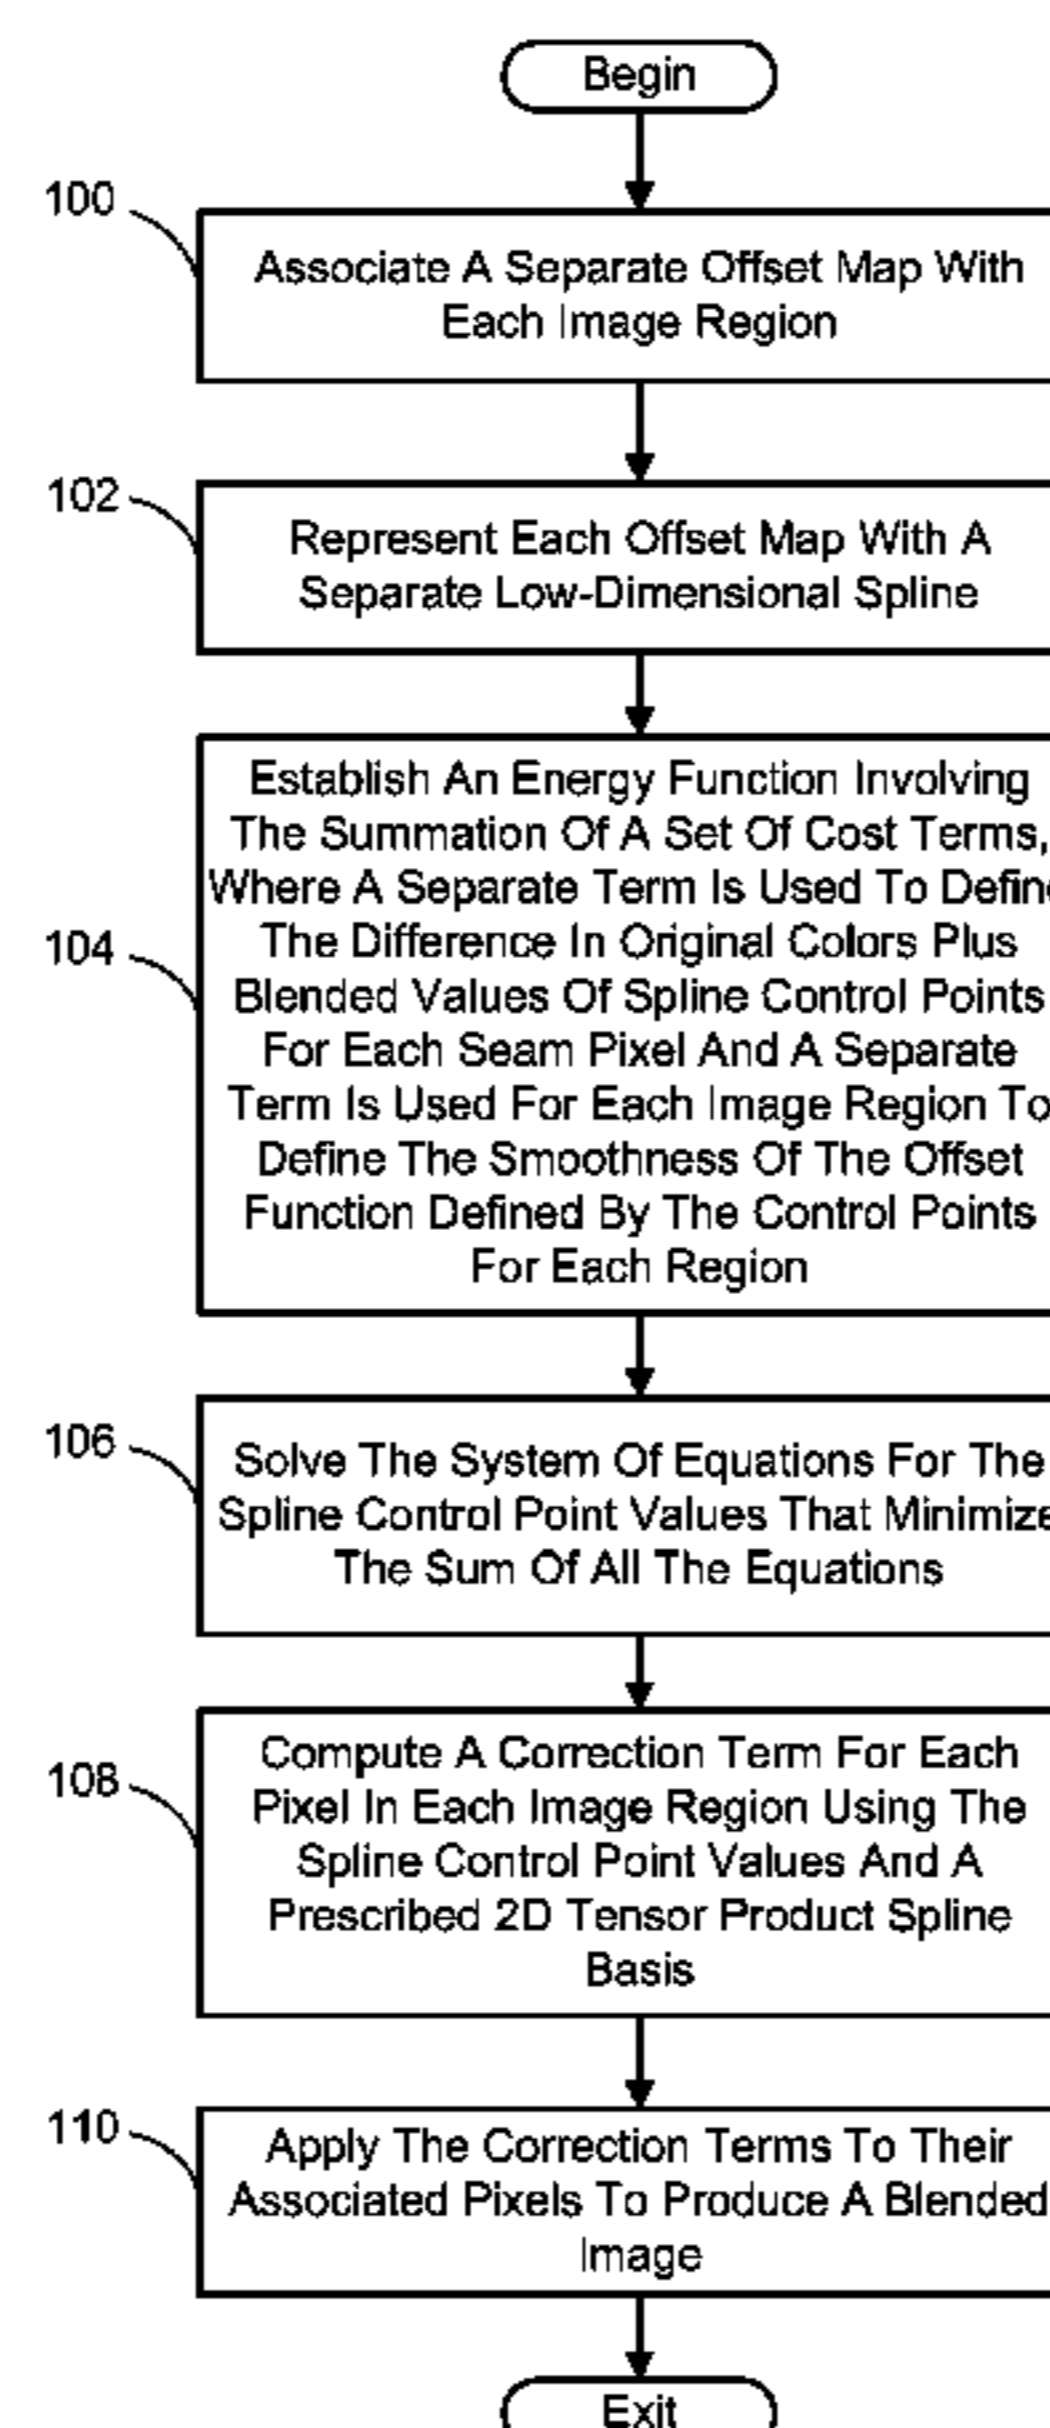 Begin
100
Associate A Separate Offset Map With
Each Image Region
102
Represent Each Offset Map With A
Separate Low-Dimensional Spline
Establish An Energy Function Involving
The Summation Of A Set Of Cost Terms,
Where A Separate Term Is Used To Define
104
The Difference In Original Colors Plus
Blended Values Of Spline Control Points
For Each Seam Pixel And A Separate
Term Is Used For Each Image Region To
Define The Smoothness Of The Offset
Function Defined By The Control Points
For Each Region
106
Solve The System Of Equations For The
Spline Control Point Values That Minimize
The Sum Of All The Equations
108
Compute A Correction Term For Each
Pixel In Each Image Region Using The
Spline Control Point Values And A
Prescribed 2D Tensor Product Spline
Basis
110
Apply The Correction Terms To Their
Associated Pixels To Produce A Blended
Image
Exit